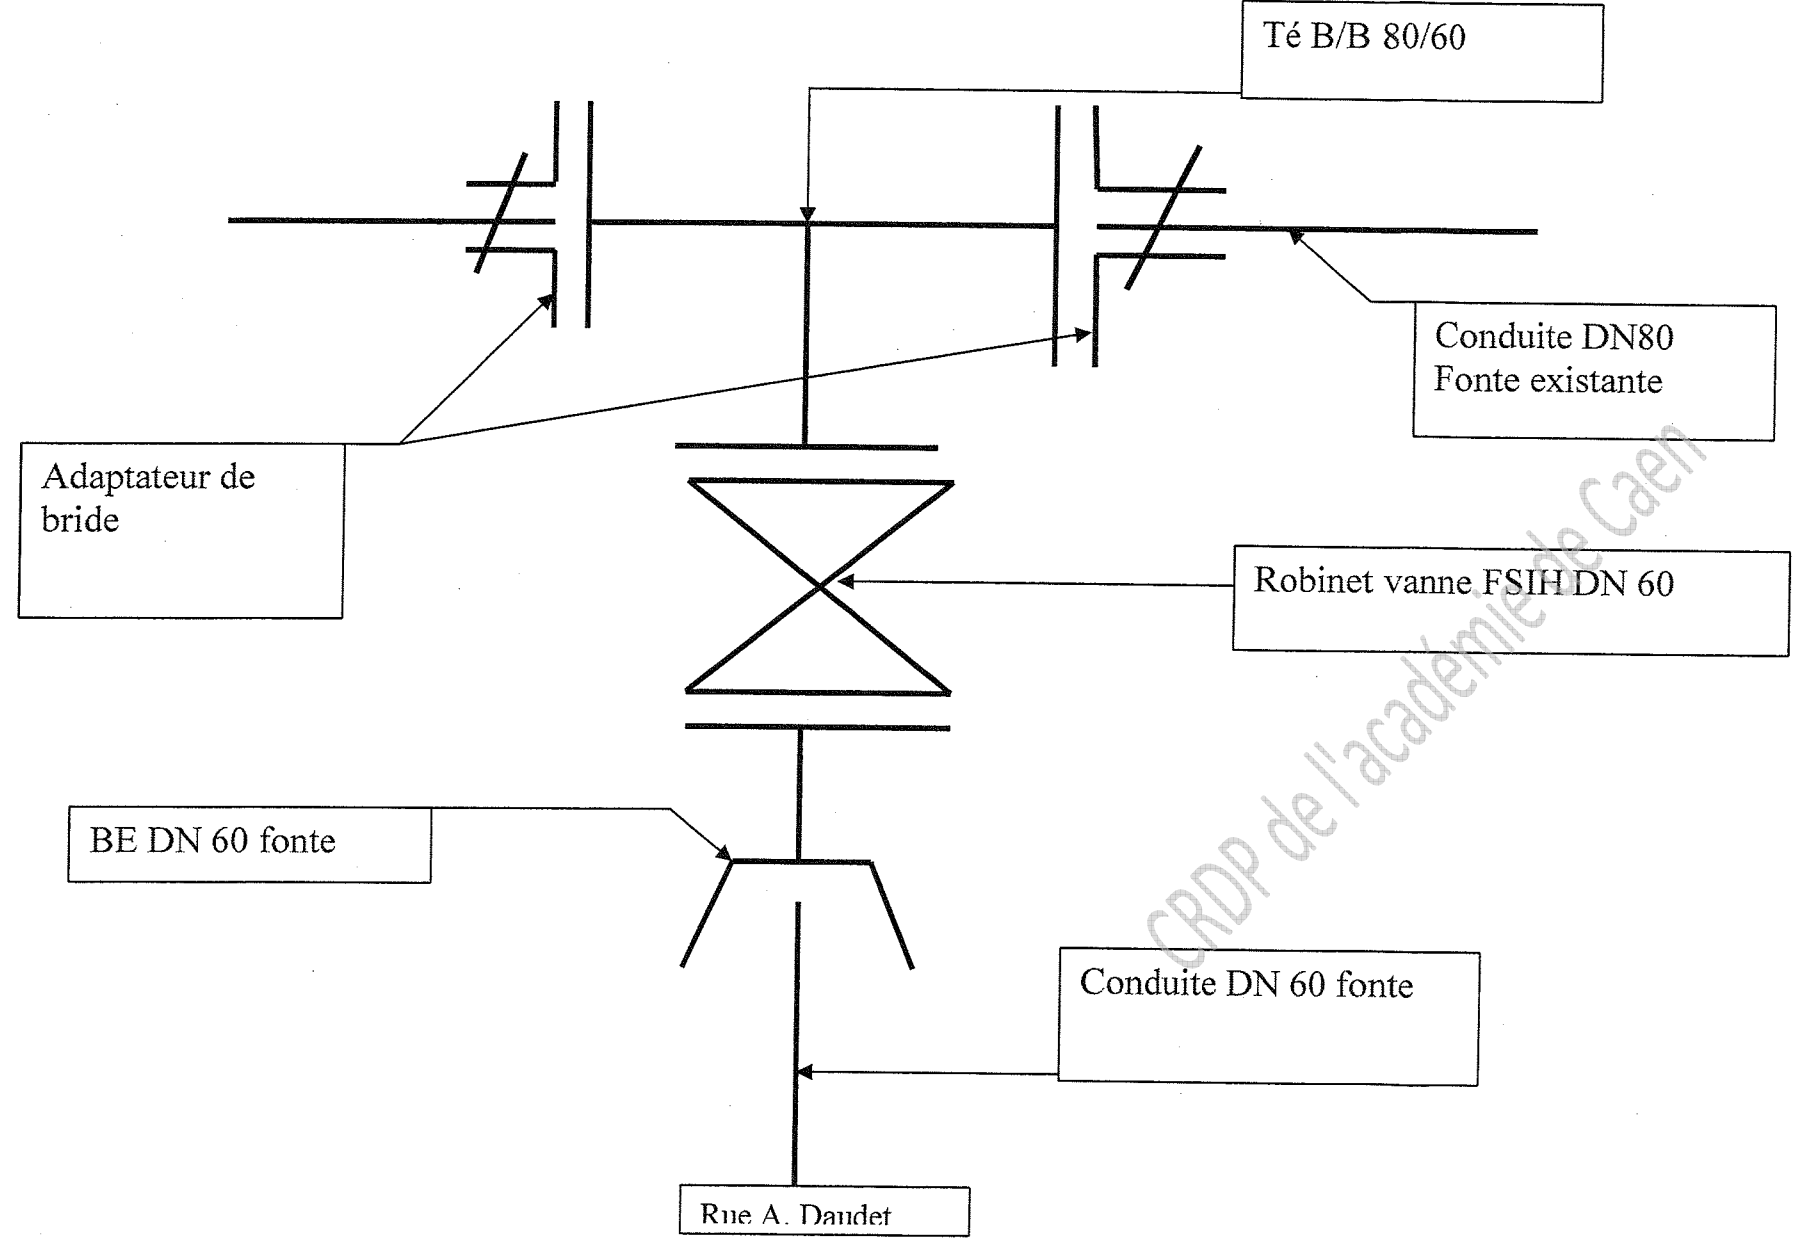 Té B/B 80/60
Conduite DN80
Fonte existante
Adaptateur de
bride
Robinet vanne FSIH DN 60
BE DN 60 fonte
Conduite DN 60 fonte
Rue A. Daudet
CRDP de l'académie de Caen